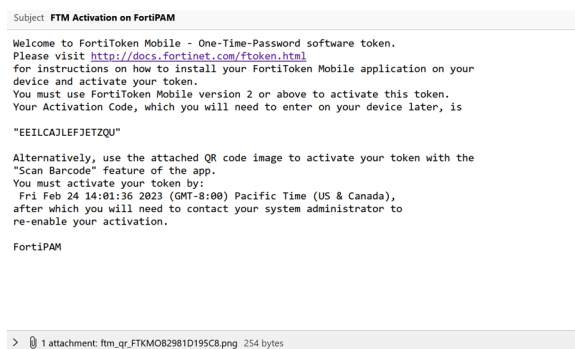 Subject FTM Activation on FortiPAM
Welcome to FortiToken Mobile - One-Time-Password software token.
Please visit http://docs.fortinet.com/ftoken.html
for instructions on how to install your FortiToken Mobile application on your
device and activate your token.
You must use FortiToken Mobile version 2 or above to activate this token.
Your Activation Code, which you will need to enter on your device later, is
"EEILCAJLEFJETZQU"
Alternatively, use the attached QR code image to activate your token with the
"Scan Barcode" feature of the app.
You must activate your token by:
Fri Feb 24 14:01:36 2023 (GMT-8:00) Pacific Time (US & Canada),
after which you will need to contact your system administrator to
re-enable your activation.
FortiPAM
1 attachment: ftm_qr_FTKMOB2981D195C8.png 254 bytes